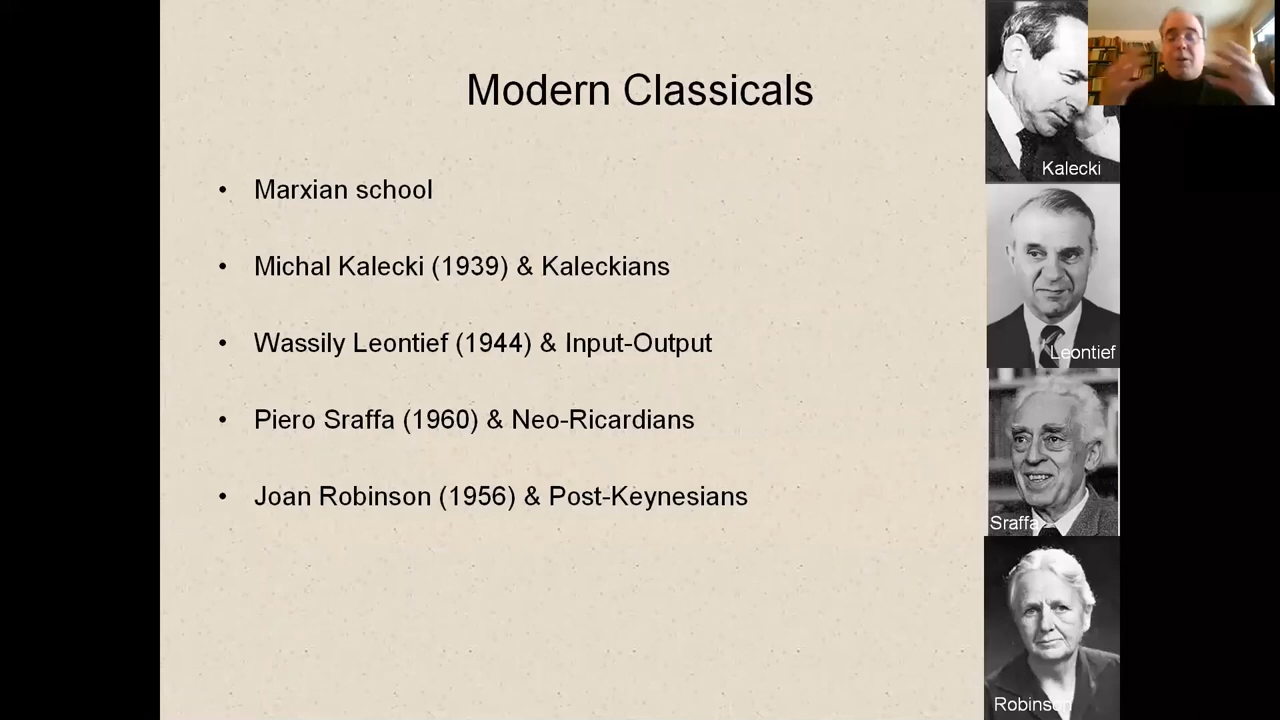 Modern Classicals
• Marxian school
• Michal Kalecki (1939) & Kaleckians
• Wassily Leontief (1944) & Input-Output
• Piero Sraffa (1960) & Neo-Ricardians
• Joan Robinson (1956) & Post-Keynesians
Kalecki
Leontief
Sraffa
Robinson